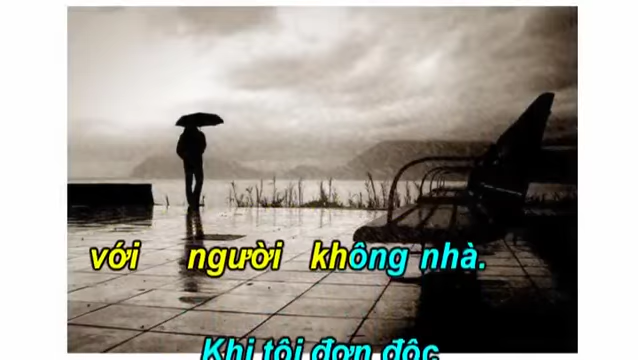 với người không nhà.
Khi tôi đơn độc